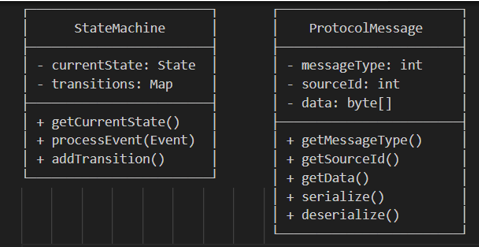 StateMachine
- currentState: State
- transitions: Map
+ getCurrentState()
+ processEvent(Event)
+ addTransition()
ProtocolMessage
- messageType: int
- sourceId: int
- data: byte[]
+ getMessageType()
+ getSourceId()
+ getData()
+ serialize()
+ deserialize()